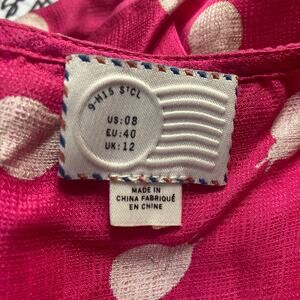 9-H15 STCL
US:08
EU:40
UK:12
MADE IN
CHINA FABRIQUÉ
EN CHINE